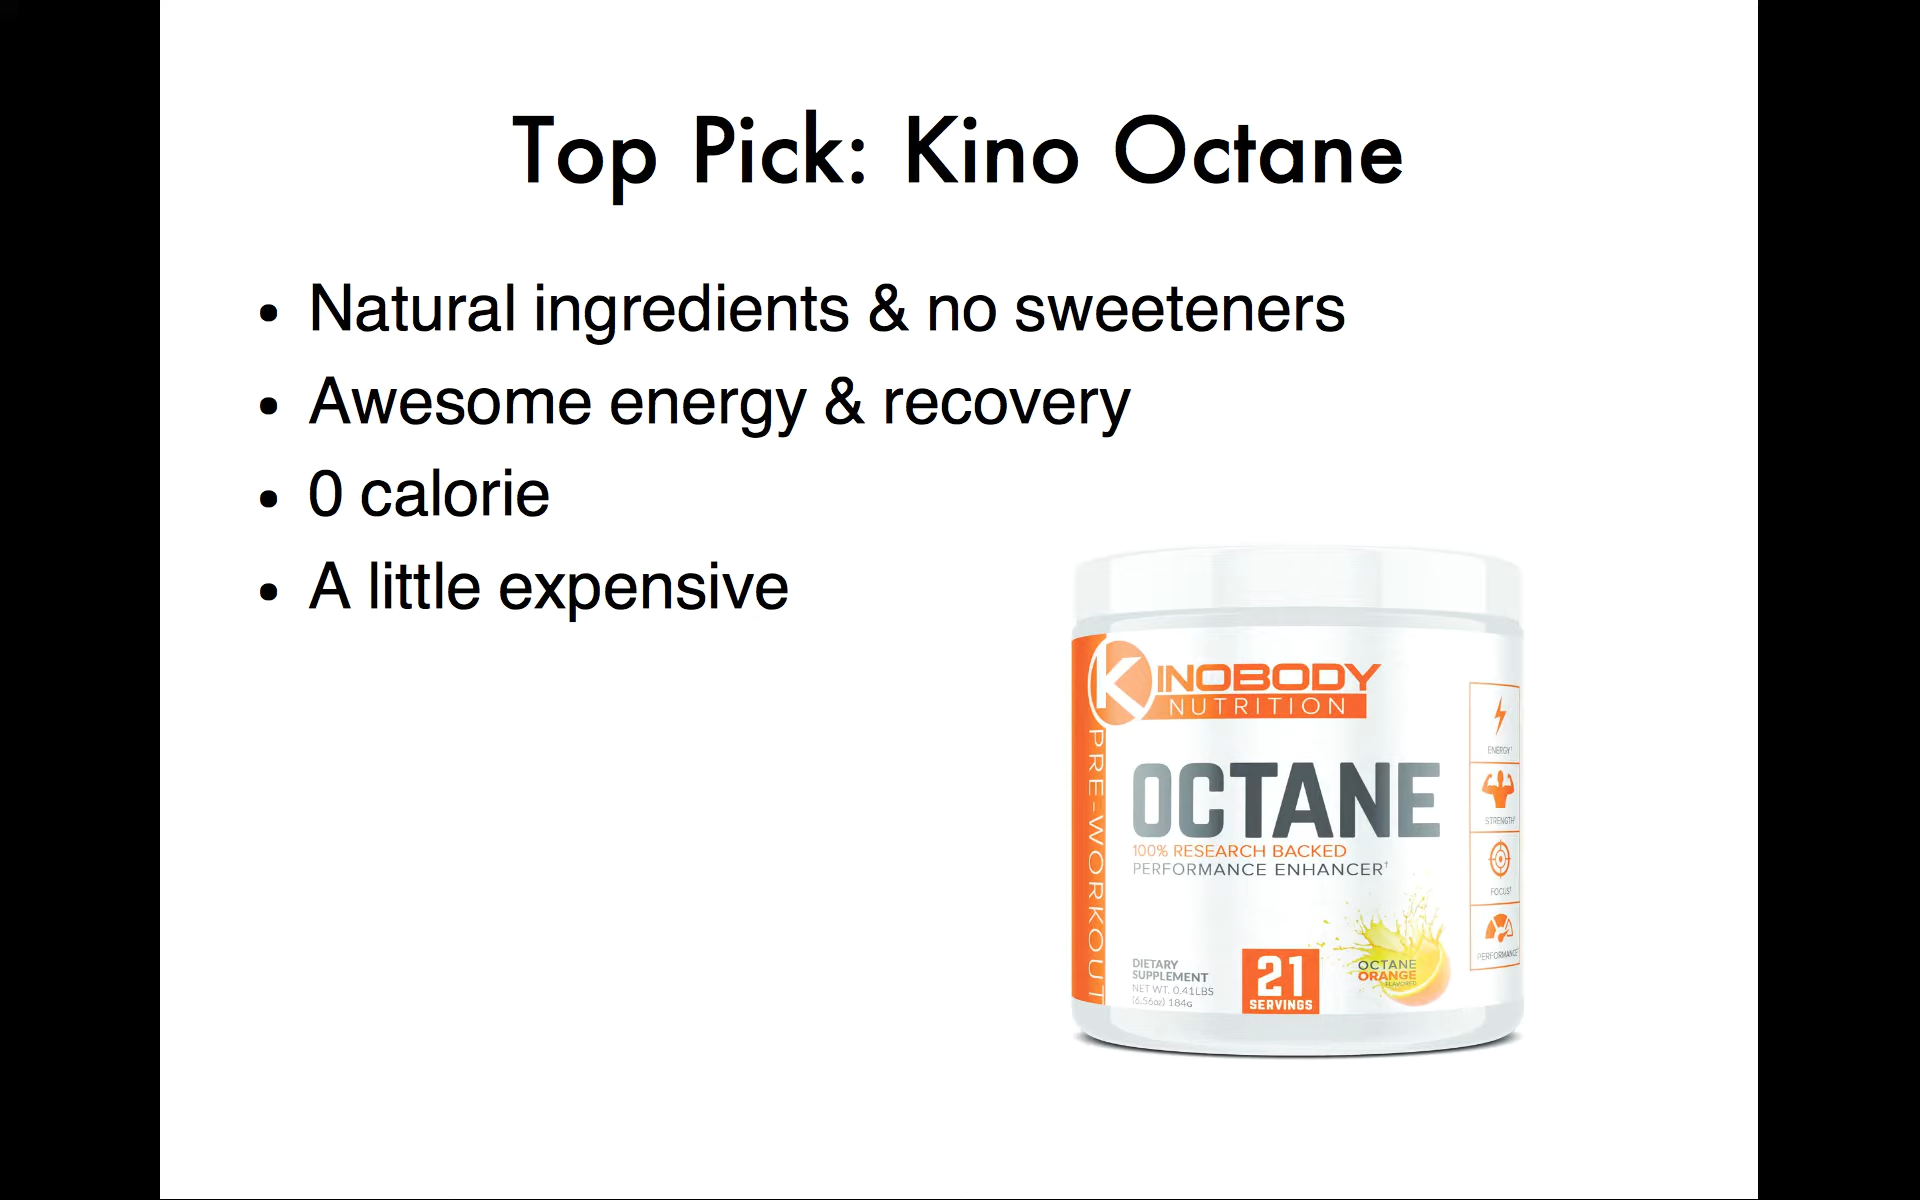 Top Pick: Kino Octane
• Natural ingredients & no sweeteners
• Awesome energy & recovery
• 0 calorie
• A little expensive
KINOBODY
NUTRITION
PRE-WORKOUT
OCTANE
100% RESEARCH BACKED
PERFORMANCE ENHANCER†
ENERGY†
STRENGTH†
FOCUS†
PERFORMANCE†
DIETARY
SUPPLEMENT
NET WT. 0.41LBS
(6.56oz) 184g
21
SERVINGS
OCTANE
ORANGE
FLAVORED